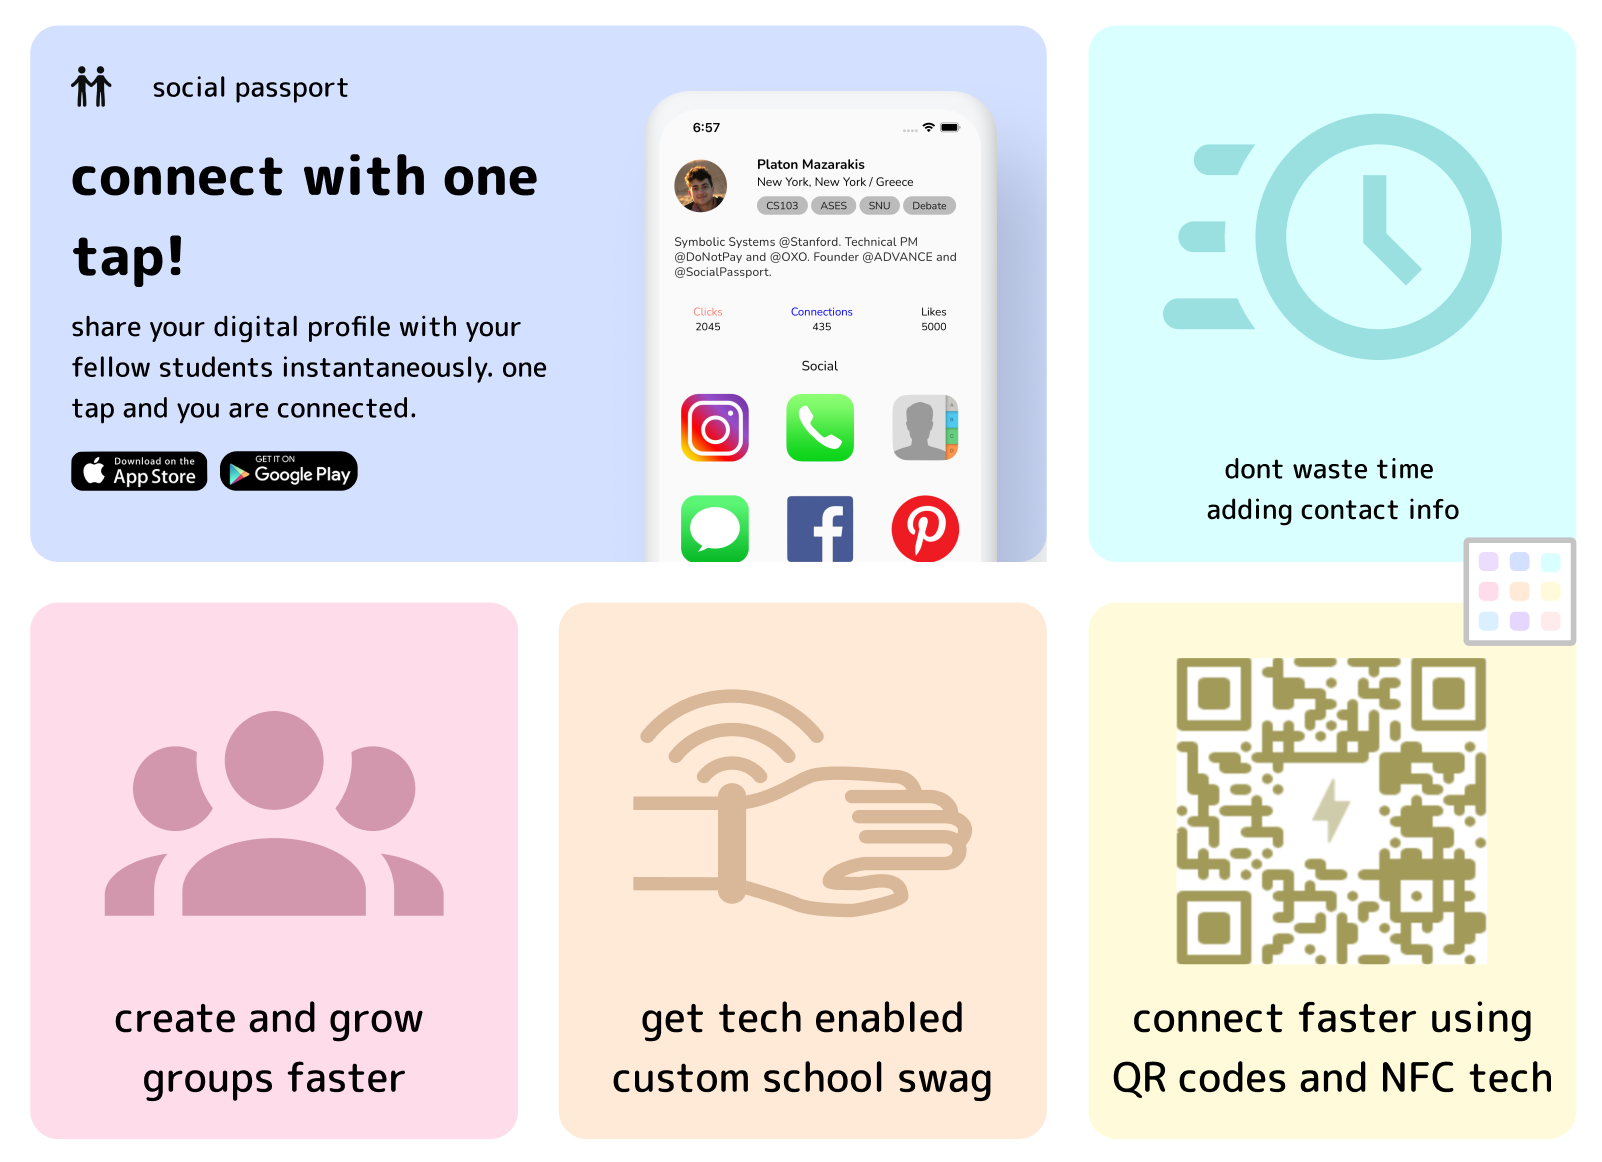 social passport
connect with one
tap!
share your digital profile with your
fellow students instantaneously. one
tap and you are connected.
Download on the
App Store
GET IT ON
Google Play
6:57
Platon Mazarakis
New York, New York / Greece
CS103 ASES SNU Debate
Symbolic Systems @Stanford. Technical PM
@DoNotPay and @OXO. Founder @ADVANCE and
@SocialPassport.
Clicks Connections Likes
2045 435 5000
Social
dont waste time
adding contact info
create and grow
groups faster
get tech enabled
custom school swag
connect faster using
QR codes and NFC tech